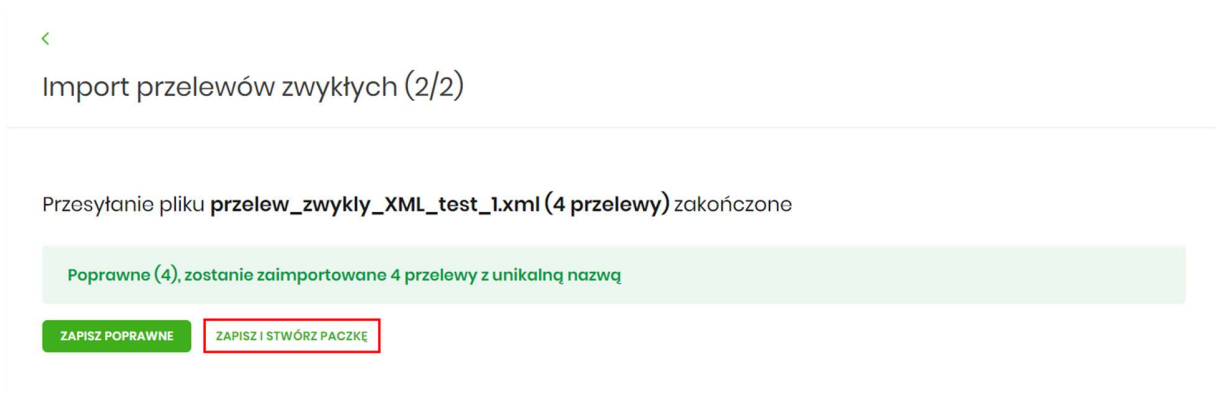 Import przelewów zwykłych (2/2)
Przesyłanie pliku przelew_zwykly_XML_test_1.xml (4 przelewy) zakończone
Poprawne (4), zostanie zaimportowane 4 przelewy z unikalną nazwą
ZAPISZ POPRAWNE ZAPISZ I STWÓRZ PACZKĘ